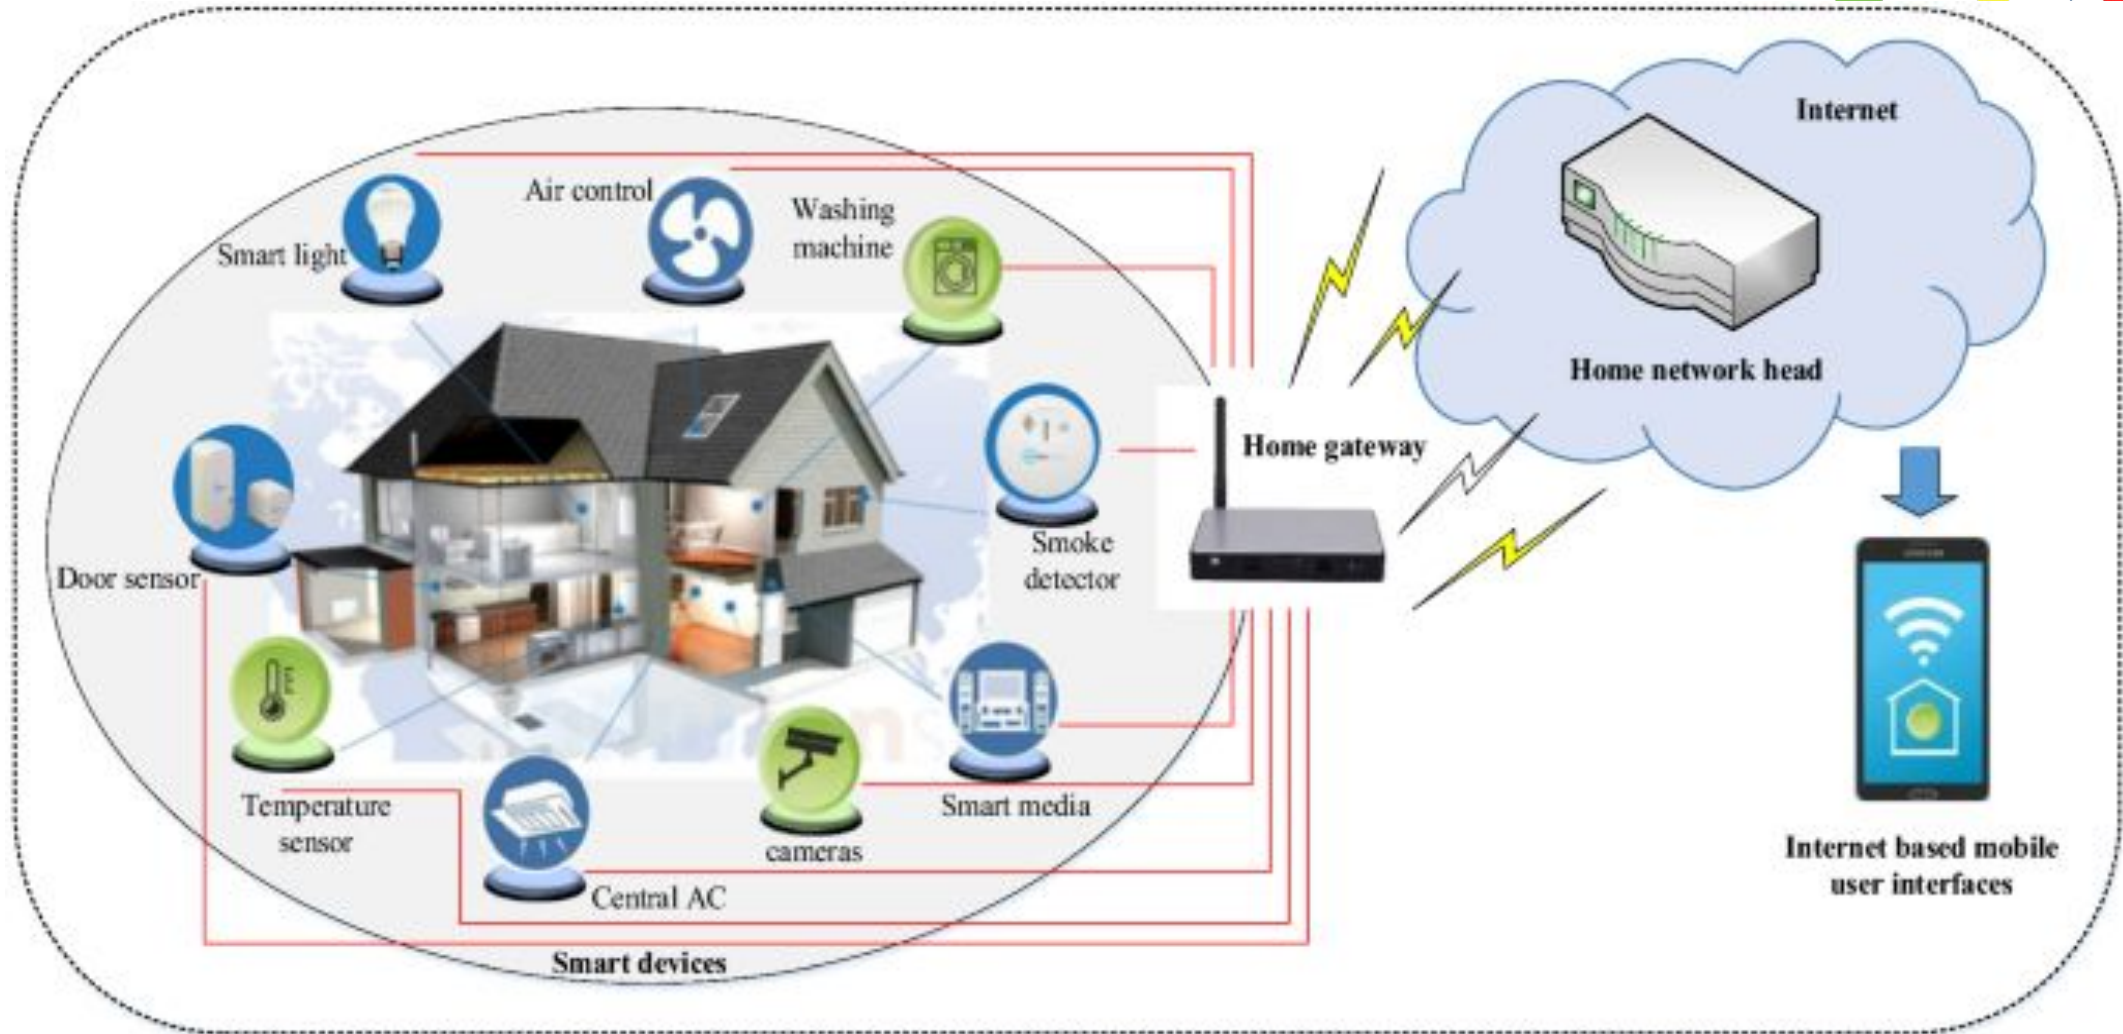 Internet
Air control
Washing
machine
Smart light
Home network head
Home gateway
Smoke
detector
Door sensor
Temperature
sensor
Smart media
cameras
Central AC
Internet based mobile
user interfaces
Smart devices